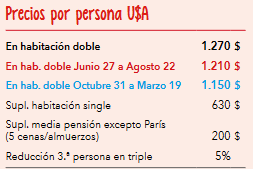 Precios por persona U$A
En habitación doble 1.270 $
En hab. doble Junio 27 a Agosto 22 1.210 $
En hab. doble Octubre 31 a Marzo 19 1.150 $
Supl. habitación single 630 $
Supl. media pensión excepto París
(5 cenas/almuerzos) 200 $
Reducción 3.ª persona en triple 5%